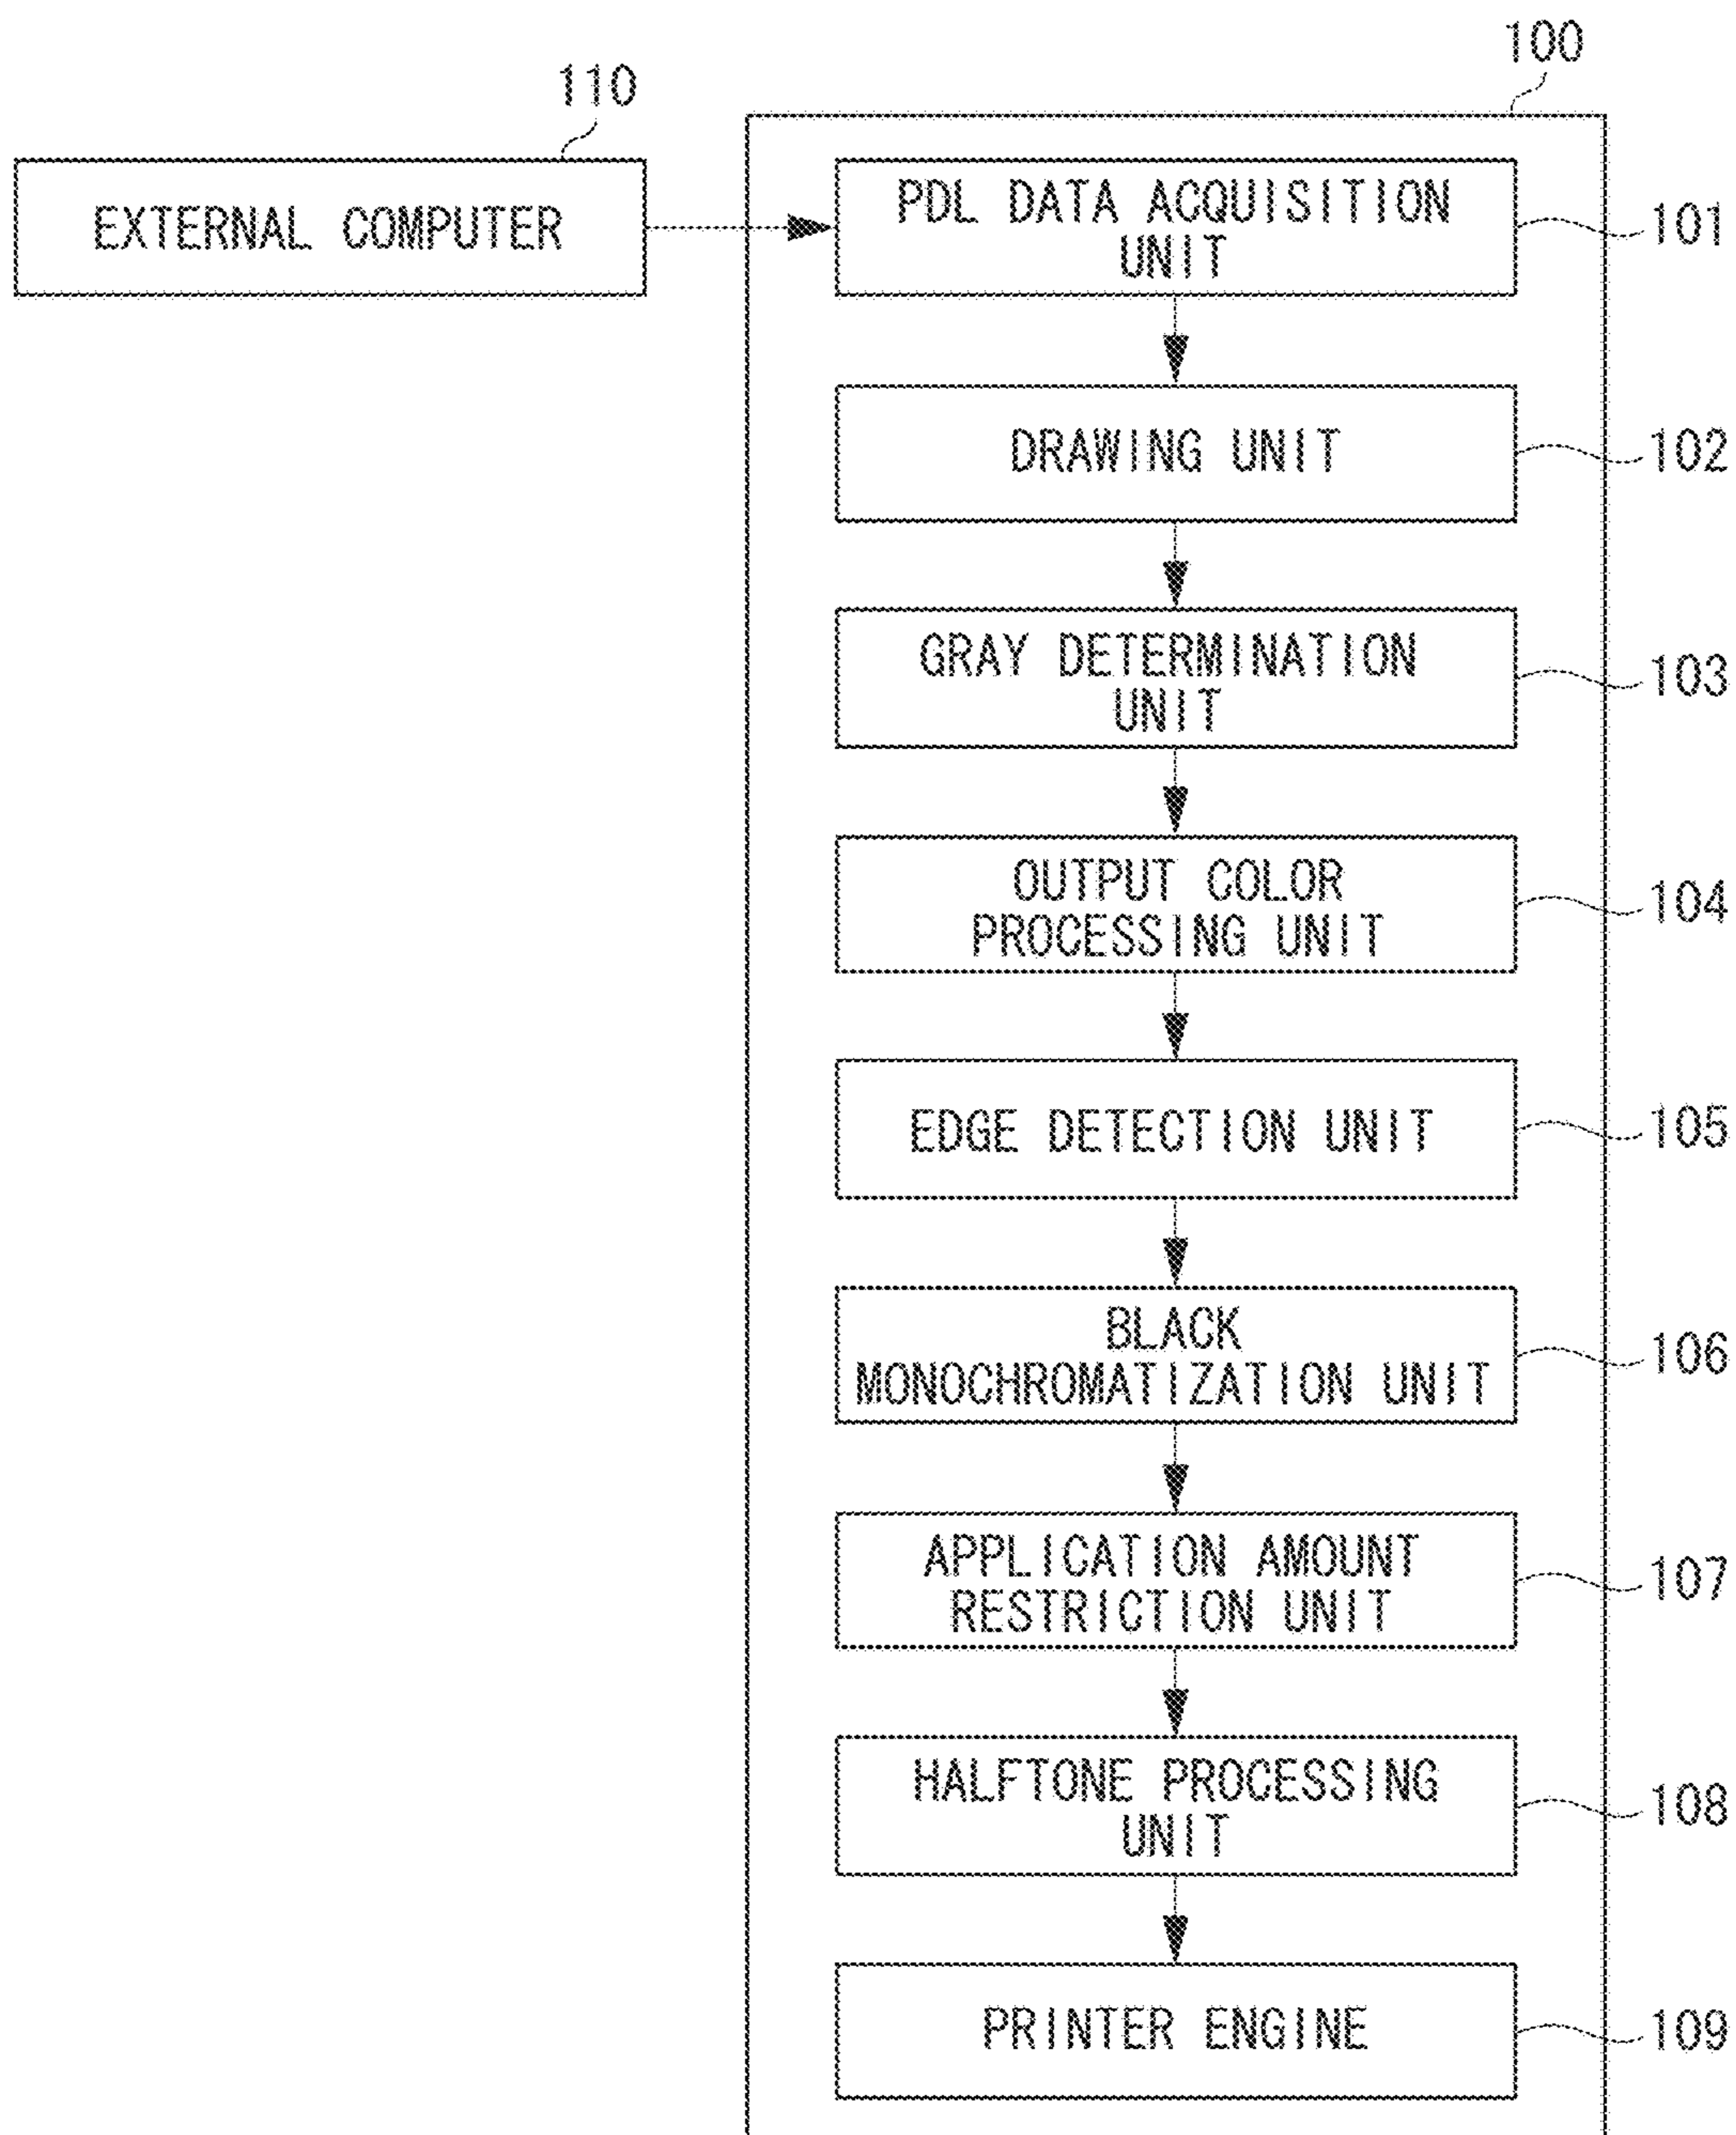 100
110
EXTERNAL COMPUTER
PDL DATA ACQUISITION
UNIT
101
DRAWING UNIT
102
GRAY DETERMINATION
UNIT
103
OUTPUT COLOR
PROCESSING UNIT
104
EDGE DETECTION UNIT
105
BLACK
MONOCHROMATIZATION UNIT
106
APPLICATION AMOUNT
RESTRICTION UNIT
107
HALFTONE PROCESSING
UNIT
108
PRINTER ENGINE
109